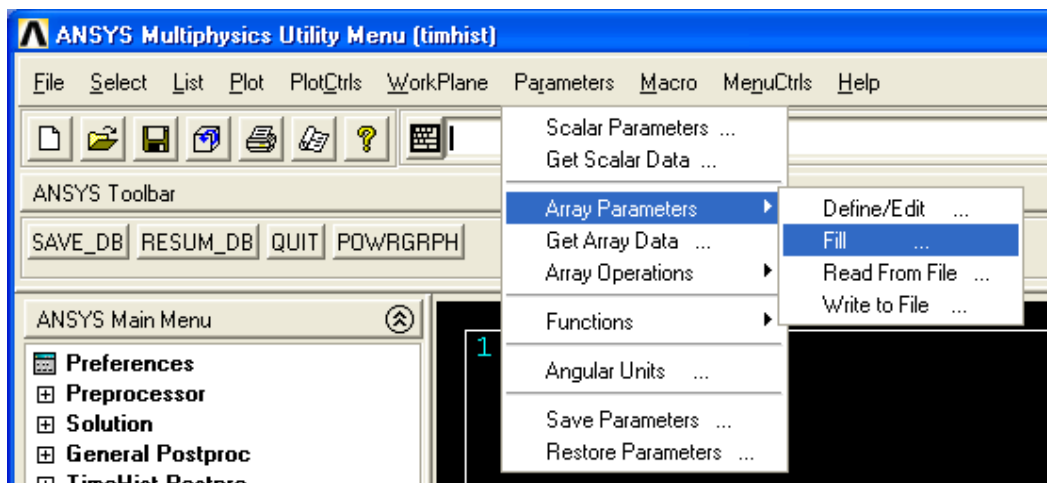 ANSYS Multiphysics Utility Menu (timhist)
File Select List Plot PlotCtrls WorkPlane Parameters Macro MenuCtrls Help
Scalar Parameters ...
Get Scalar Data ...
ANSYS Toolbar
Array Parameters
Define/Edit ...
SAVE_DB RESUM_DB QUIT POWRGRPH
Get Array Data ...
Fill ...
Array Operations
Read From File ...
Write to File ...
ANSYS Main Menu
Functions
1
Preferences
Angular Units ...
Preprocessor
Solution
Save Parameters ...
General Postproc
Restore Parameters ...
TimeHist Postpro